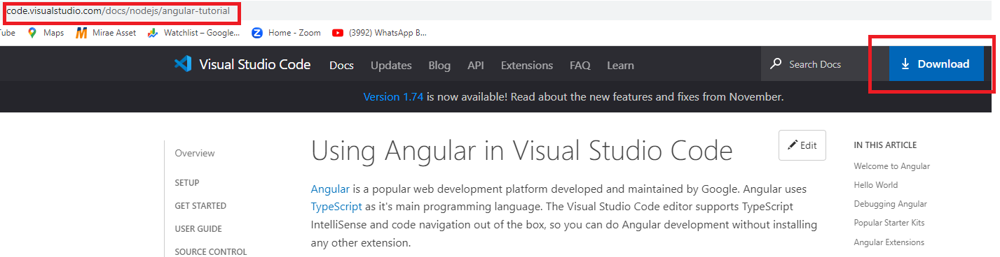 code.visualstudio.com/docs/nodejs/angular-tutorial
Tube Maps Mirae Asset Watchlist – Google... Home - Zoom (3992) WhatsApp B...
Visual Studio Code Docs Updates Blog API Extensions FAQ Learn Search Docs Download
Version 1.74 is now available! Read about the new features and fixes from November.
Overview
SETUP
GET STARTED
USER GUIDE
SOURCE CONTROL
Using Angular in Visual Studio Code
Edit
Angular is a popular web development platform developed and maintained by Google. Angular uses
TypeScript as it's main programming language. The Visual Studio Code editor supports TypeScript
IntelliSense and code navigation out of the box, so you can do Angular development without installing
any other extension.
IN THIS ARTICLE
Welcome to Angular
Hello World
Debugging Angular
Popular Starter Kits
Angular Extensions